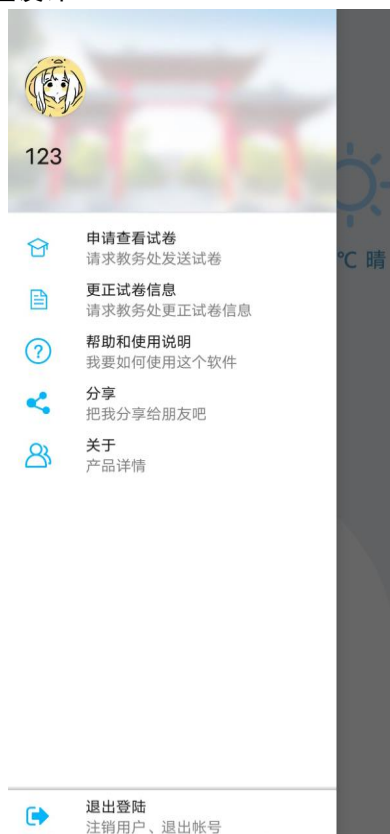 123
℃ 晴
申请查看试卷
请求教务处发送试卷
更正试卷信息
请求教务处更正试卷信息
帮助和使用说明
我要如何使用这个软件
分享
把我分享给朋友吧
关于
产品详情
退出登陆
注销用户、退出帐号